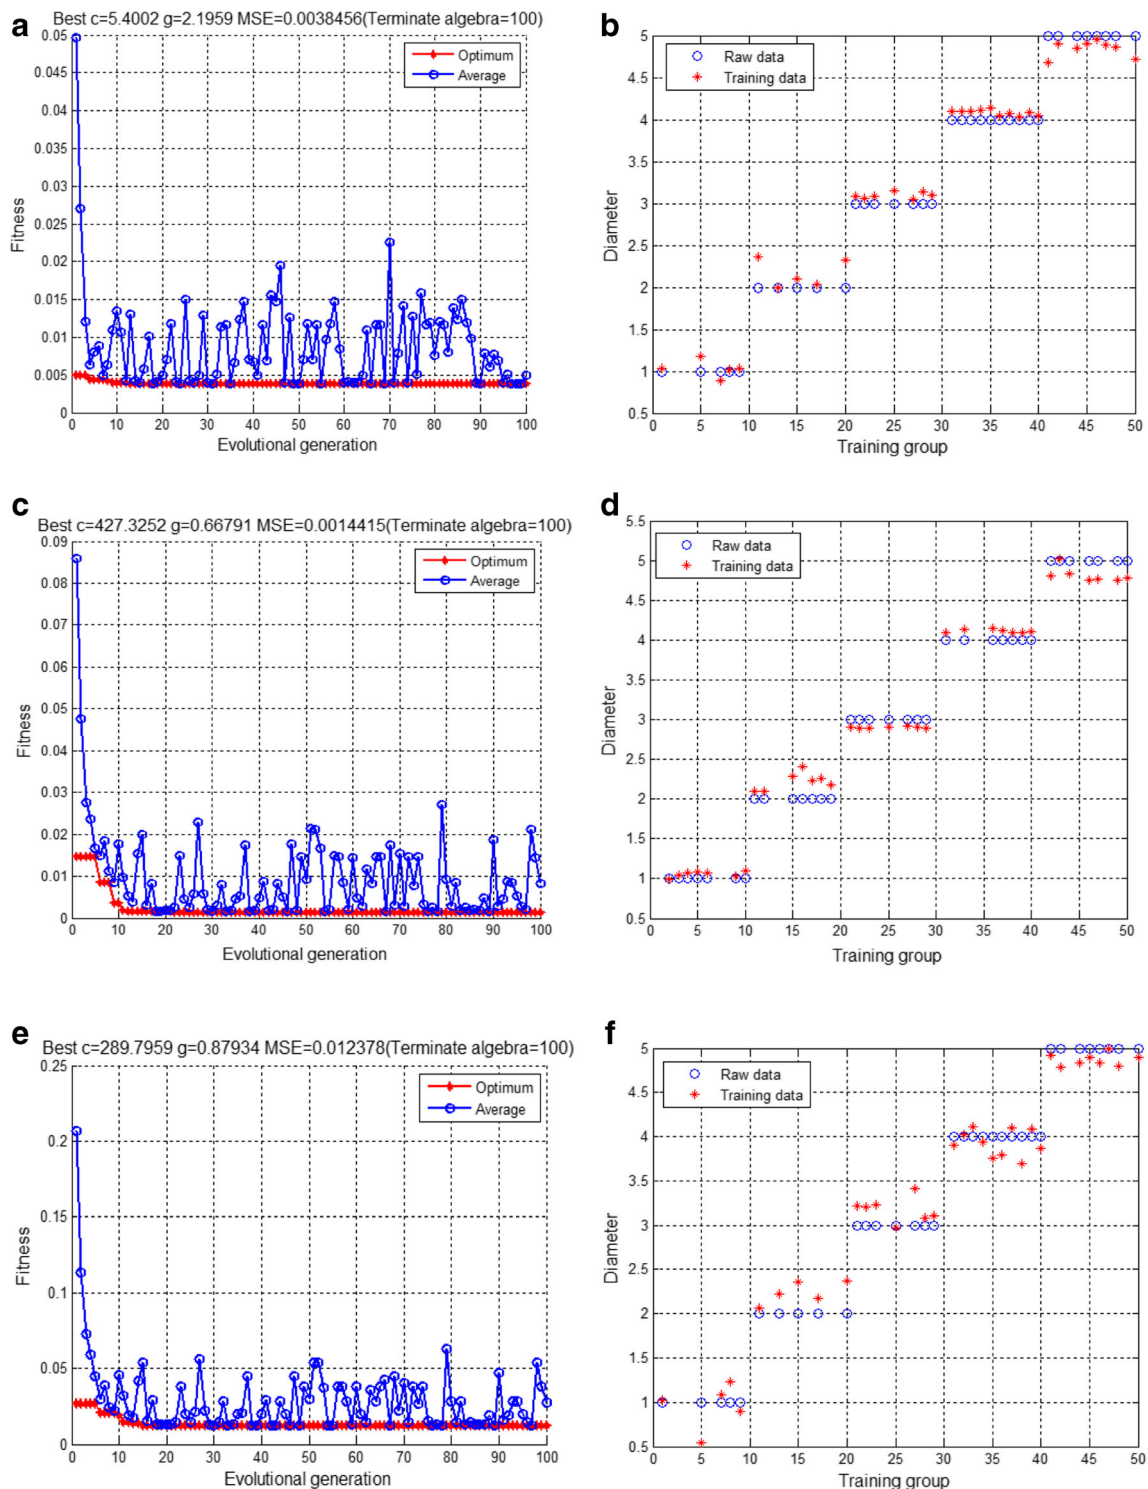 a
Best c=5.4002 g=2.1959 MSE=0.0038456(Terminate algebra=100)
0.05
0.045
0.04
0.035
0.03
0.025
0.02
0.015
0.01
0.005
0
Fitness
Optimum
Average
0 10 20 30 40 50 60 70 80 90 100
Evolutional generation
b
5
4.5
4
3.5
3
2.5
2
1.5
1
0.5
Diameter
Raw data
Training data
0 5 10 15 20 25 30 35 40 45 50
Training group
c
Best c=427.3252 g=0.66791 MSE=0.0014415(Terminate algebra=100)
0.09
0.08
0.07
0.06
0.05
0.04
0.03
0.02
0.01
0
Fitness
Optimum
Average
0 10 20 30 40 50 60 70 80 90 100
Evolutional generation
d
5.5
5
4.5
4
3.5
3
2.5
2
1.5
1
0.5
Diameter
Raw data
Training data
0 5 10 15 20 25 30 35 40 45 50
Training group
e
Best c=289.7959 g=0.87934 MSE=0.012378(Terminate algebra=100)
0.25
0.2
0.15
0.1
0.05
0
Fitness
Optimum
Average
0 10 20 30 40 50 60 70 80 90 100
Evolutional generation
f
5
4.5
4
3.5
3
2.5
2
1.5
1
0.5
Diameter
Raw data
Training data
0 5 10 15 20 25 30 35 40 45 50
Training group